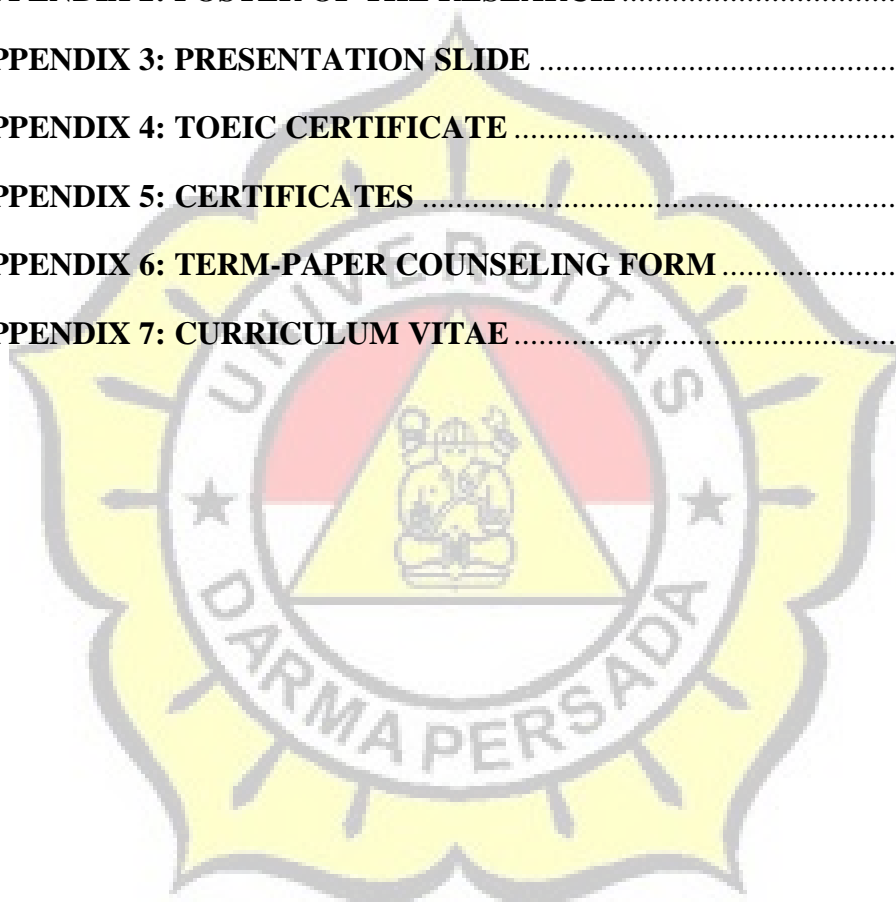 PPENDIX 3: PRESENTATION SLIDE ........................................
PPENDIX 4: TOEIC CERTIFICATE ........................................
PPENDIX 5: CERTIFICATES ........................................
PPENDIX 6: TERM-PAPER COUNSELING FORM ........................................
PPENDIX 7: CURRICULUM VITAE ........................................
UNIVERSITAS
DARMA PERSADA